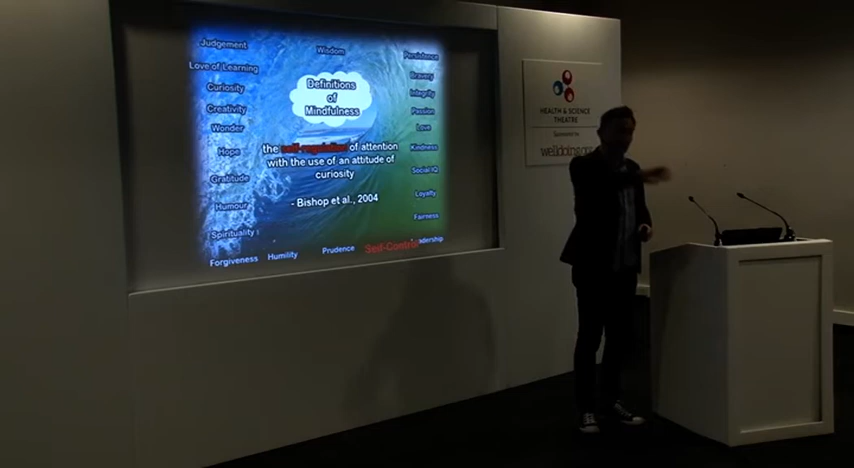 Judgement
Wisdom
Persistence
Love of Learning
Bravery
Curiosity
Integrity
Creativity
Passion
Wonder
Love
Hope
Kindness
Gratitude
Social IQ
Humour
Loyalty
Spirituality
Fairness
Forgiveness
Humility
Prudence
Self-Control
Definitions
of
Mindfulness
the self-regulation of attention
with the use of an attitude of
curiosity
- Bishop et al., 2004
HEALTH & SCIENCE
THEATRE
Sponsored by